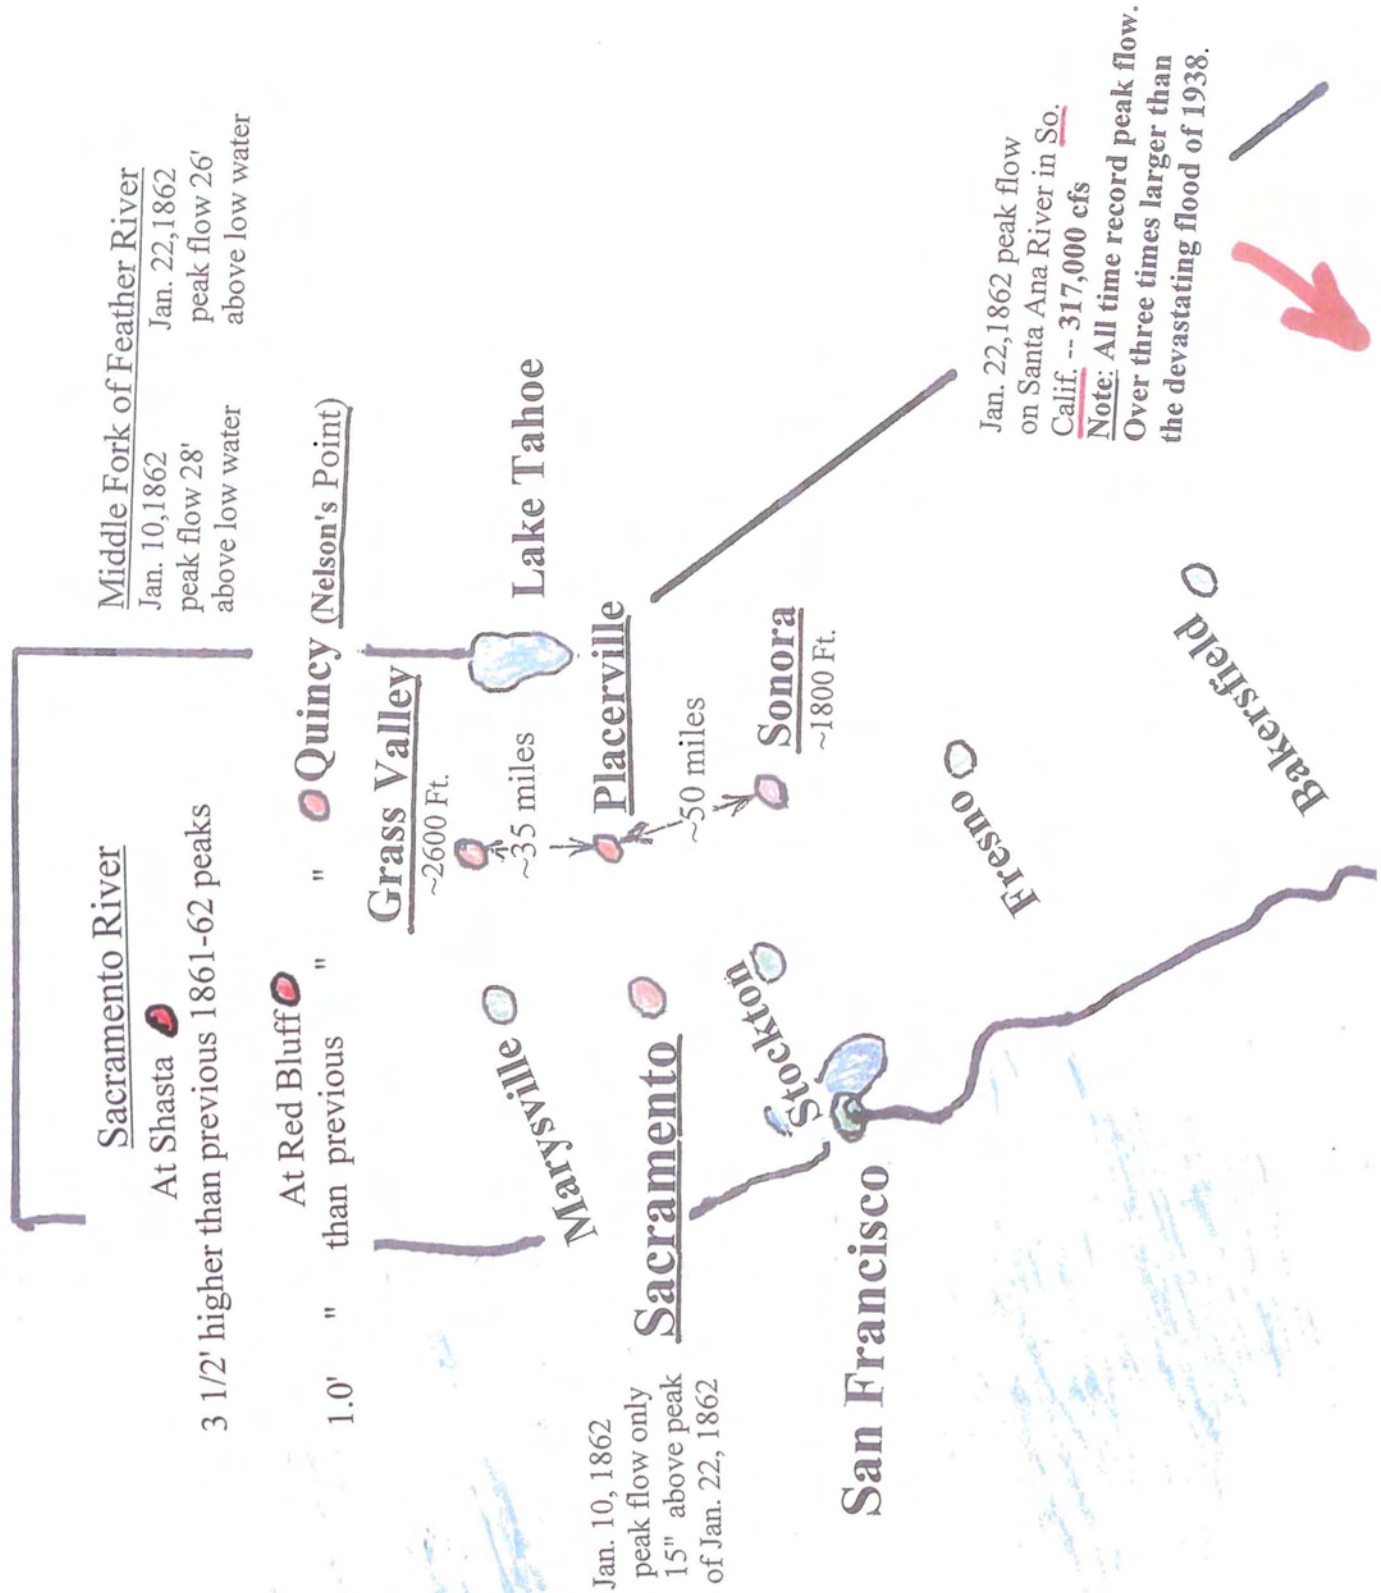 Sacramento River
At Shasta
3 1/2' higher than previous 1861-62 peaks
At Red Bluff
1.0' " than previous " "
Middle Fork of Feather River
Jan. 10,1862
peak flow 28'
above low water
Jan. 22,1862
peak flow 26'
above low water
Quincy (Nelson's Point)
Grass Valley
~2600 Ft.
Lake Tahoe
~35 miles
Marysville
Placerville
Jan. 10, 1862
peak flow only
15" above peak
of Jan. 22, 1862
Sacramento
~50 miles
Stockton
Sonora
~1800 Ft.
San Francisco
Fresno
Jan. 22,1862 peak flow
on Santa Ana River in So.
Calif. -- 317,000 cfs
Note: All time record peak flow.
Over three times larger than
the devastating flood of 1938.
Bakersfield